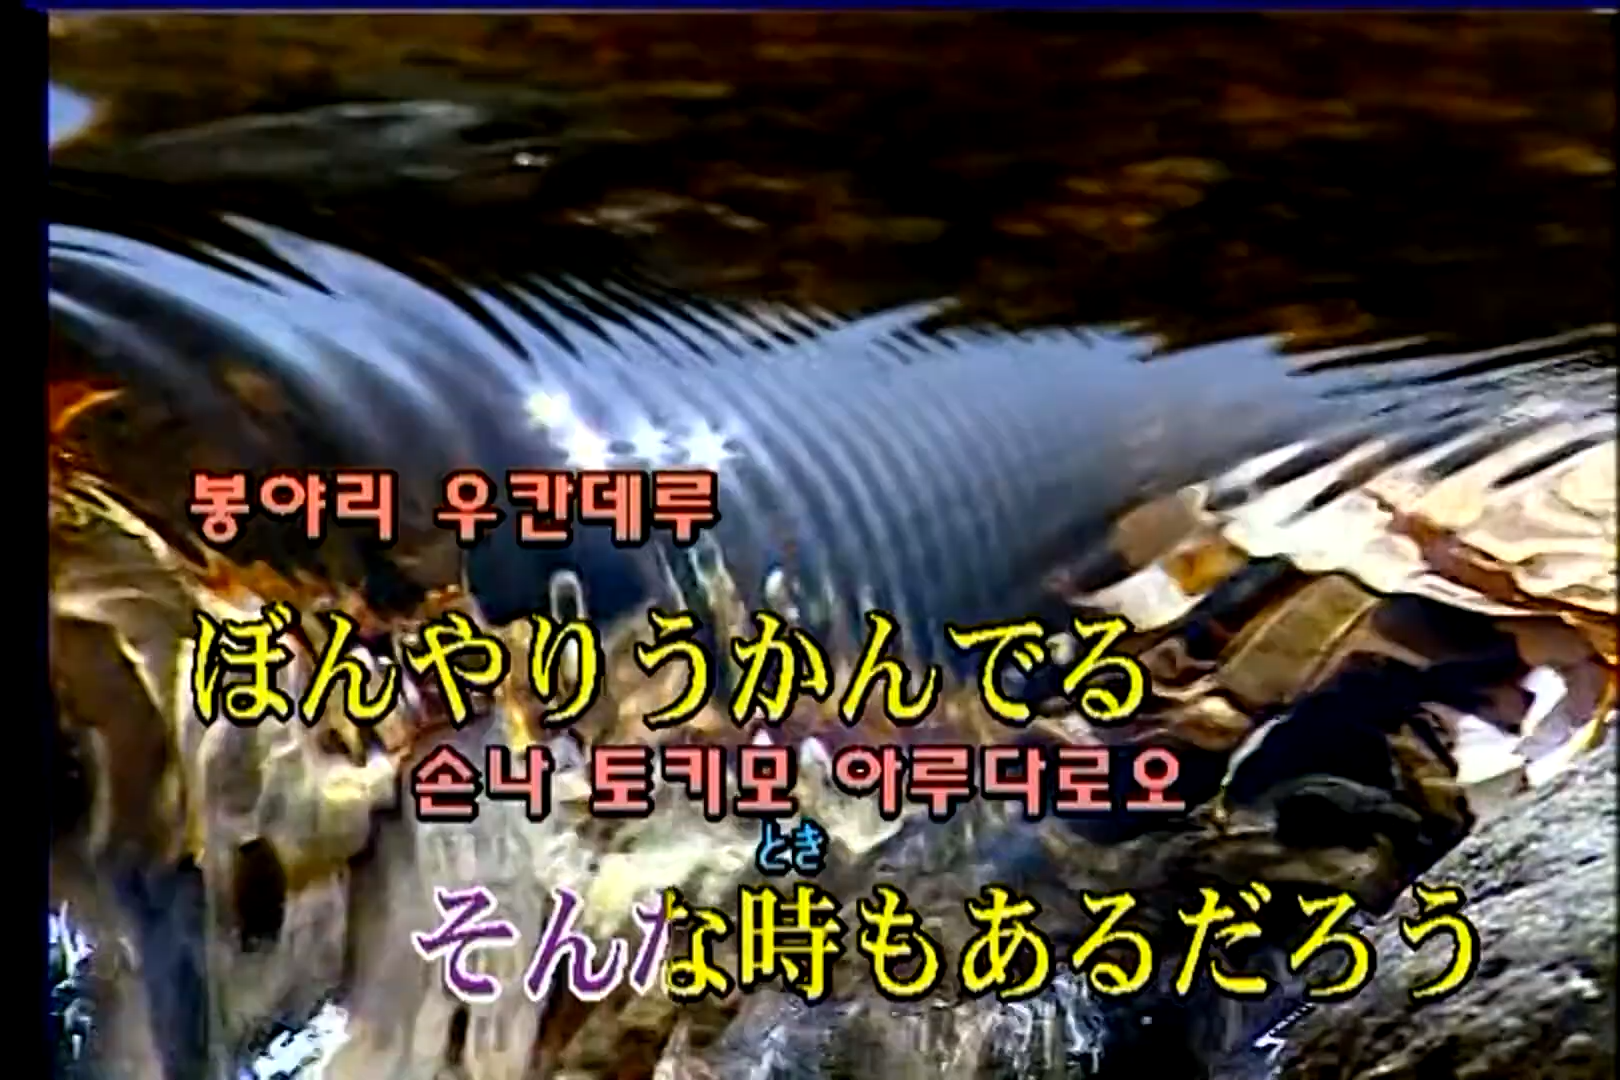 봉야리 우칸데루
ぼんやりうかんでる
손나 토키모 아루다로오
とき
そんな時もあるだろう